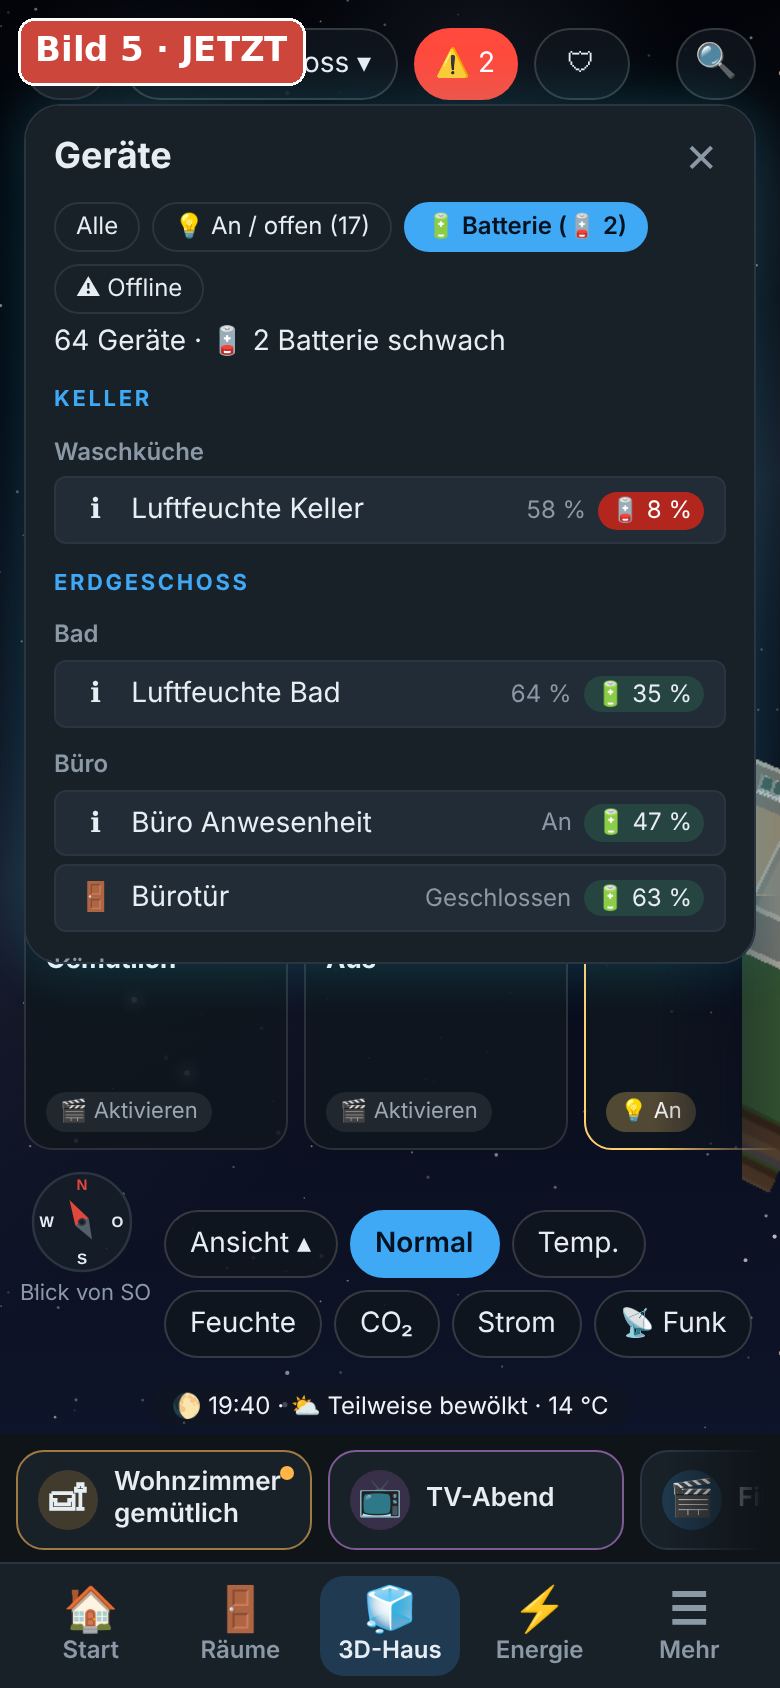 Bild 5 · JETZT
oss ▾
⚠️ 2
Geräte
✕
Alle
💡 An / offen (17)
🔋 Batterie (🪫 2)
⚠ Offline
64 Geräte · 🪫 2 Batterie schwach
KELLER
Waschküche
ℹ Luftfeuchte Keller 58 % 🪫 8 %
ERDGESCHOSS
Bad
ℹ Luftfeuchte Bad 64 % 🔋 35 %
Büro
ℹ Büro Anwesenheit An 🔋 47 %
🚪 Bürotür Geschlossen 🔋 63 %
🎬 Aktivieren
🎬 Aktivieren
💡 An
N
W O
S
Blick von SO
Ansicht ▴
Normal
Temp.
Feuchte
CO₂
Strom
📡 Funk
🌔 19:40 · ⛅ Teilweise bewölkt · 14 °C
Wohnzimmer
gemütlich
TV-Abend
Start
Räume
3D-Haus
Energie
Mehr